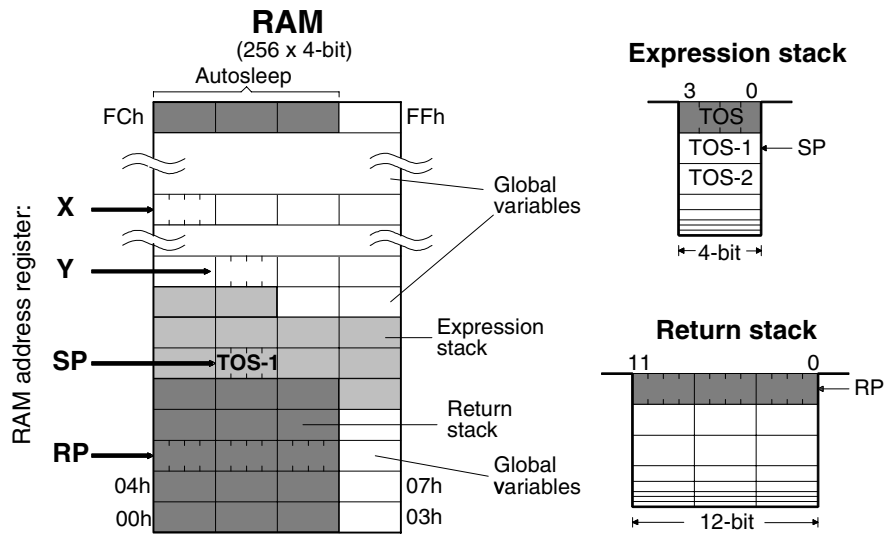 RAM
(256 x 4-bit)
Autosleep
FCh
FFh
RAM address register:
X
Y
SP
TOS-1
RP
04h
07h
00h
03h
Global
variables
Expression
stack
Return
stack
Global
variables
Expression stack
3 0
TOS
TOS-1
SP
TOS-2
4-bit
Return stack
11 0
RP
12-bit